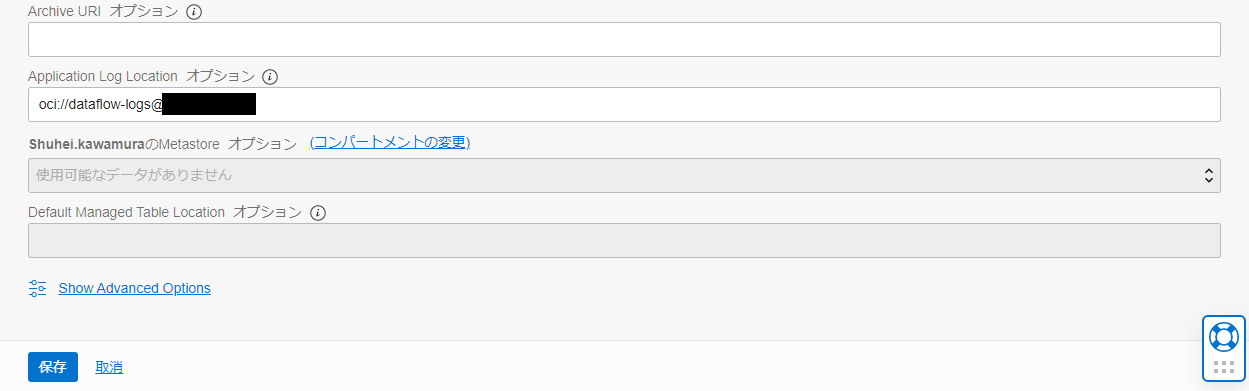 Archive URI オプション
Application Log Location オプション
oci://dataflow-logs@
Shuhei.kawamuraのMetastore オプション (コンパートメントの変更)
使用可能なデータがありません
Default Managed Table Location オプション
Show Advanced Options
保存 取消